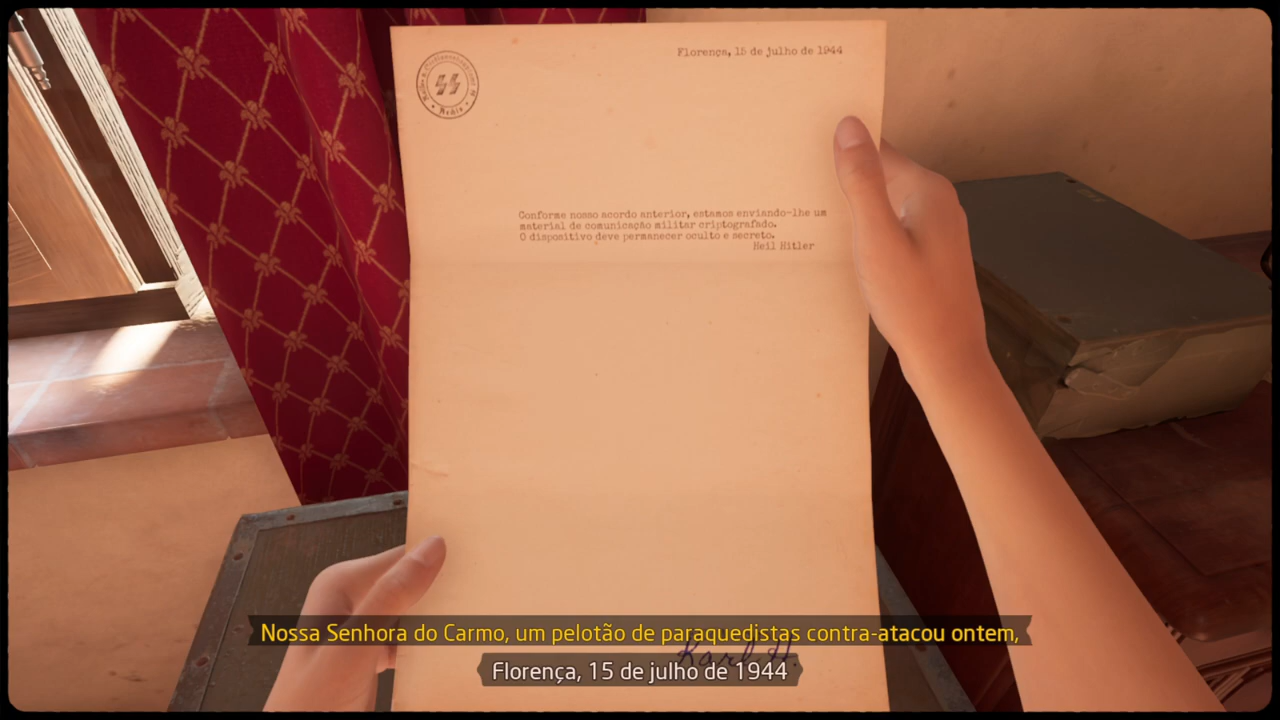 SS
Florença, 15 de julho de 1944
Conforme nosso acordo anterior, estamos enviando-lhe um
material de comunicação militar criptografado.
O dispositivo deve permanecer oculto e secreto.
Heil Hitler
Nossa Senhora do Carmo, um pelotão de paraquedistas contra-atacou ontem,
Karl H.
Florença, 15 de julho de 1944